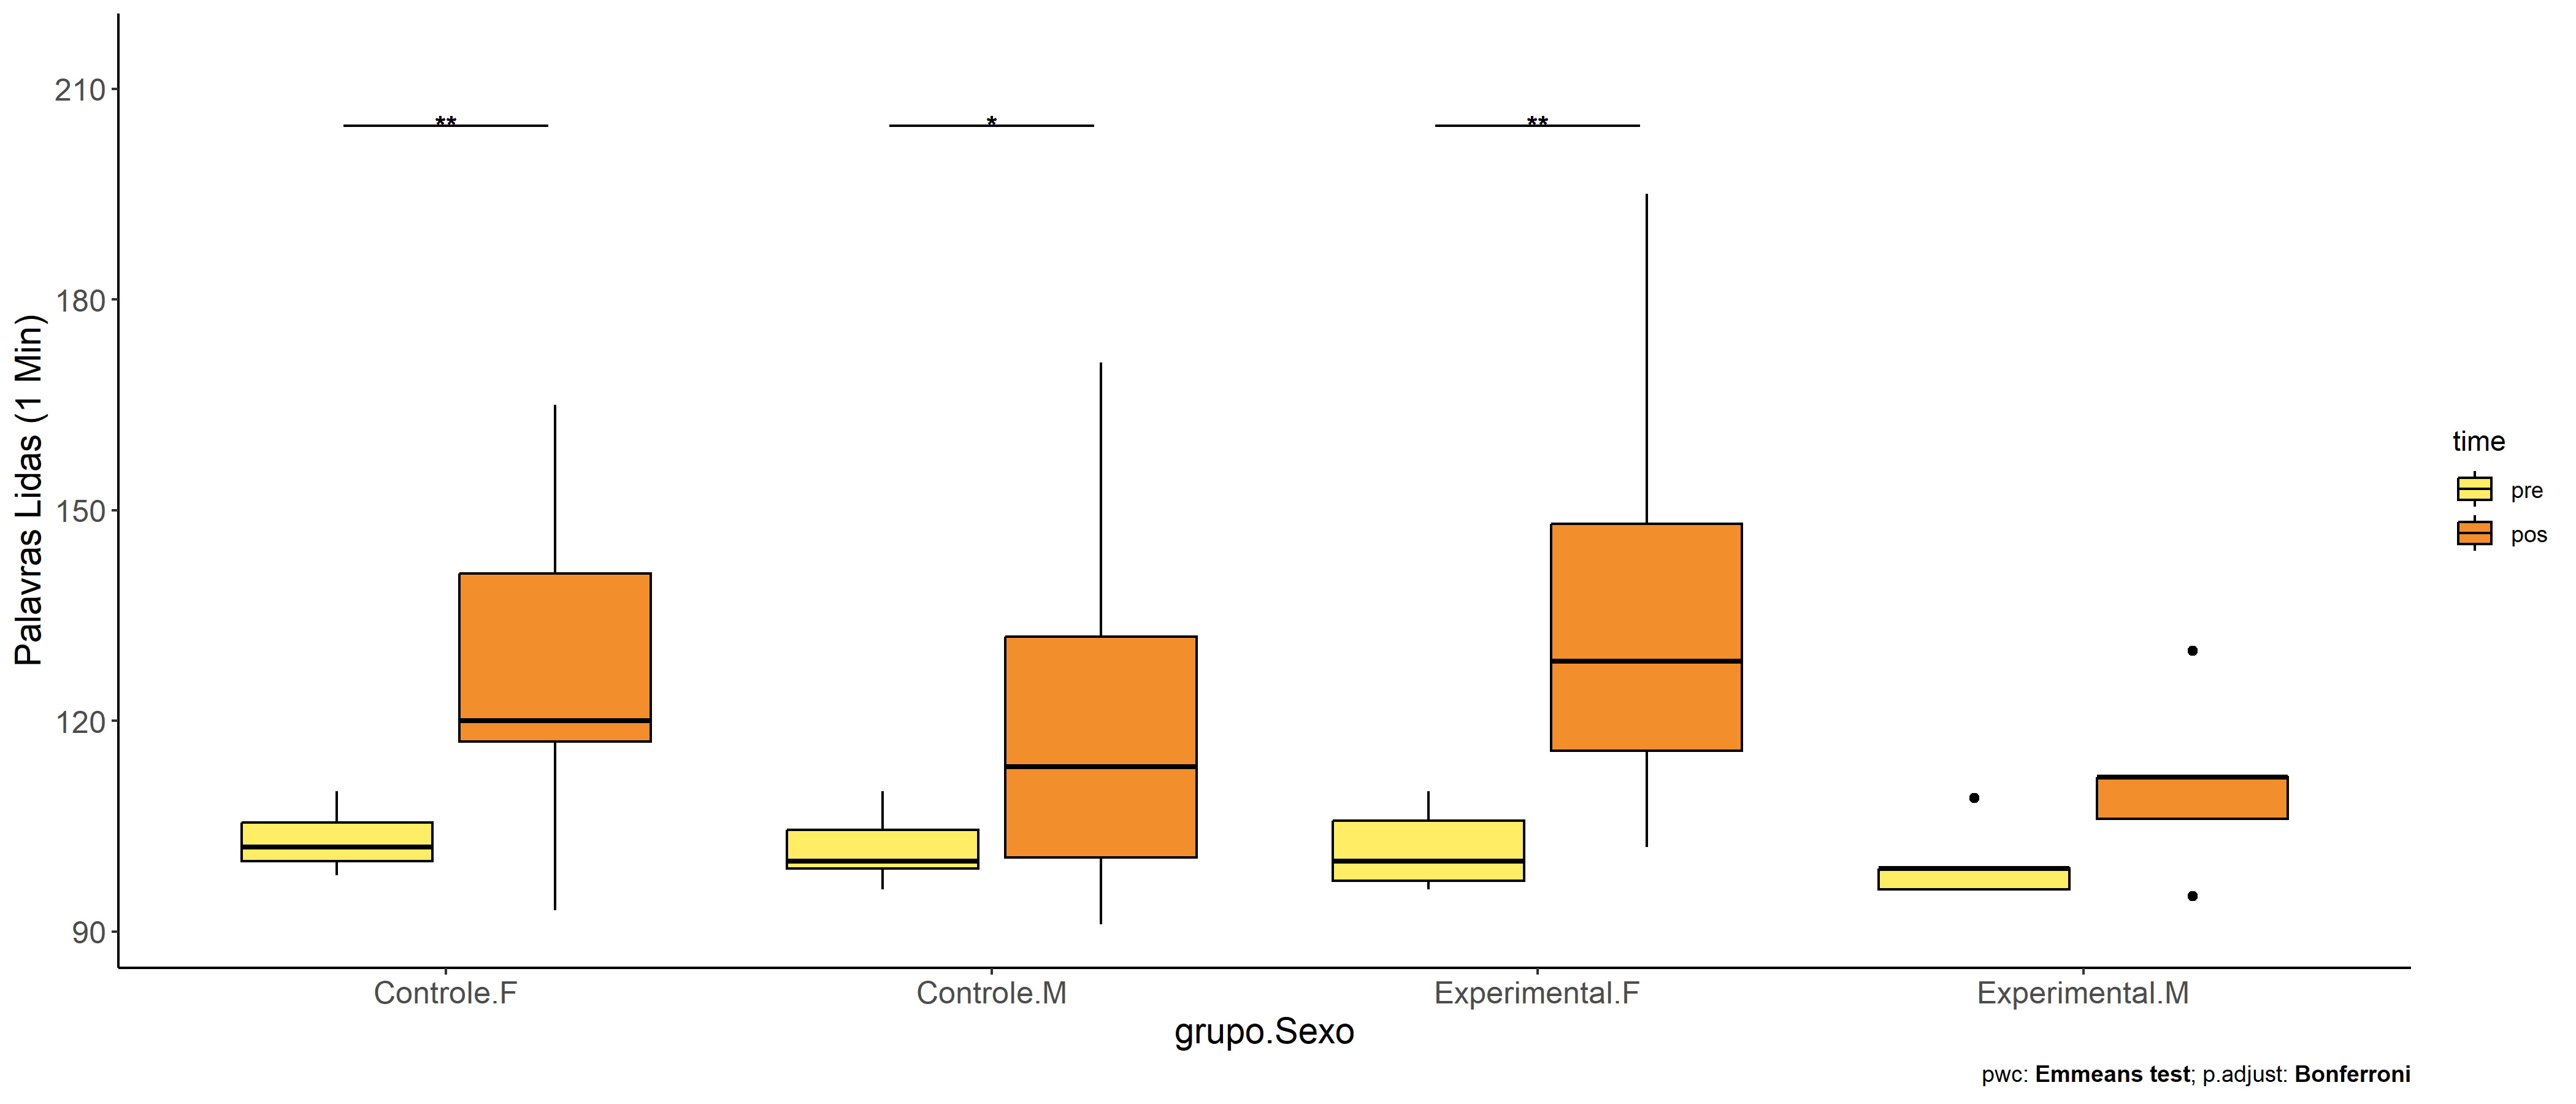 Palavras Lidas (1 Min)
210
180
150
120
90
**
*
**
Controle.F
Controle.M
Experimental.F
Experimental.M
grupo.Sexo
time
pre
pos
pwc: Emmeans test; p.adjust: Bonferroni